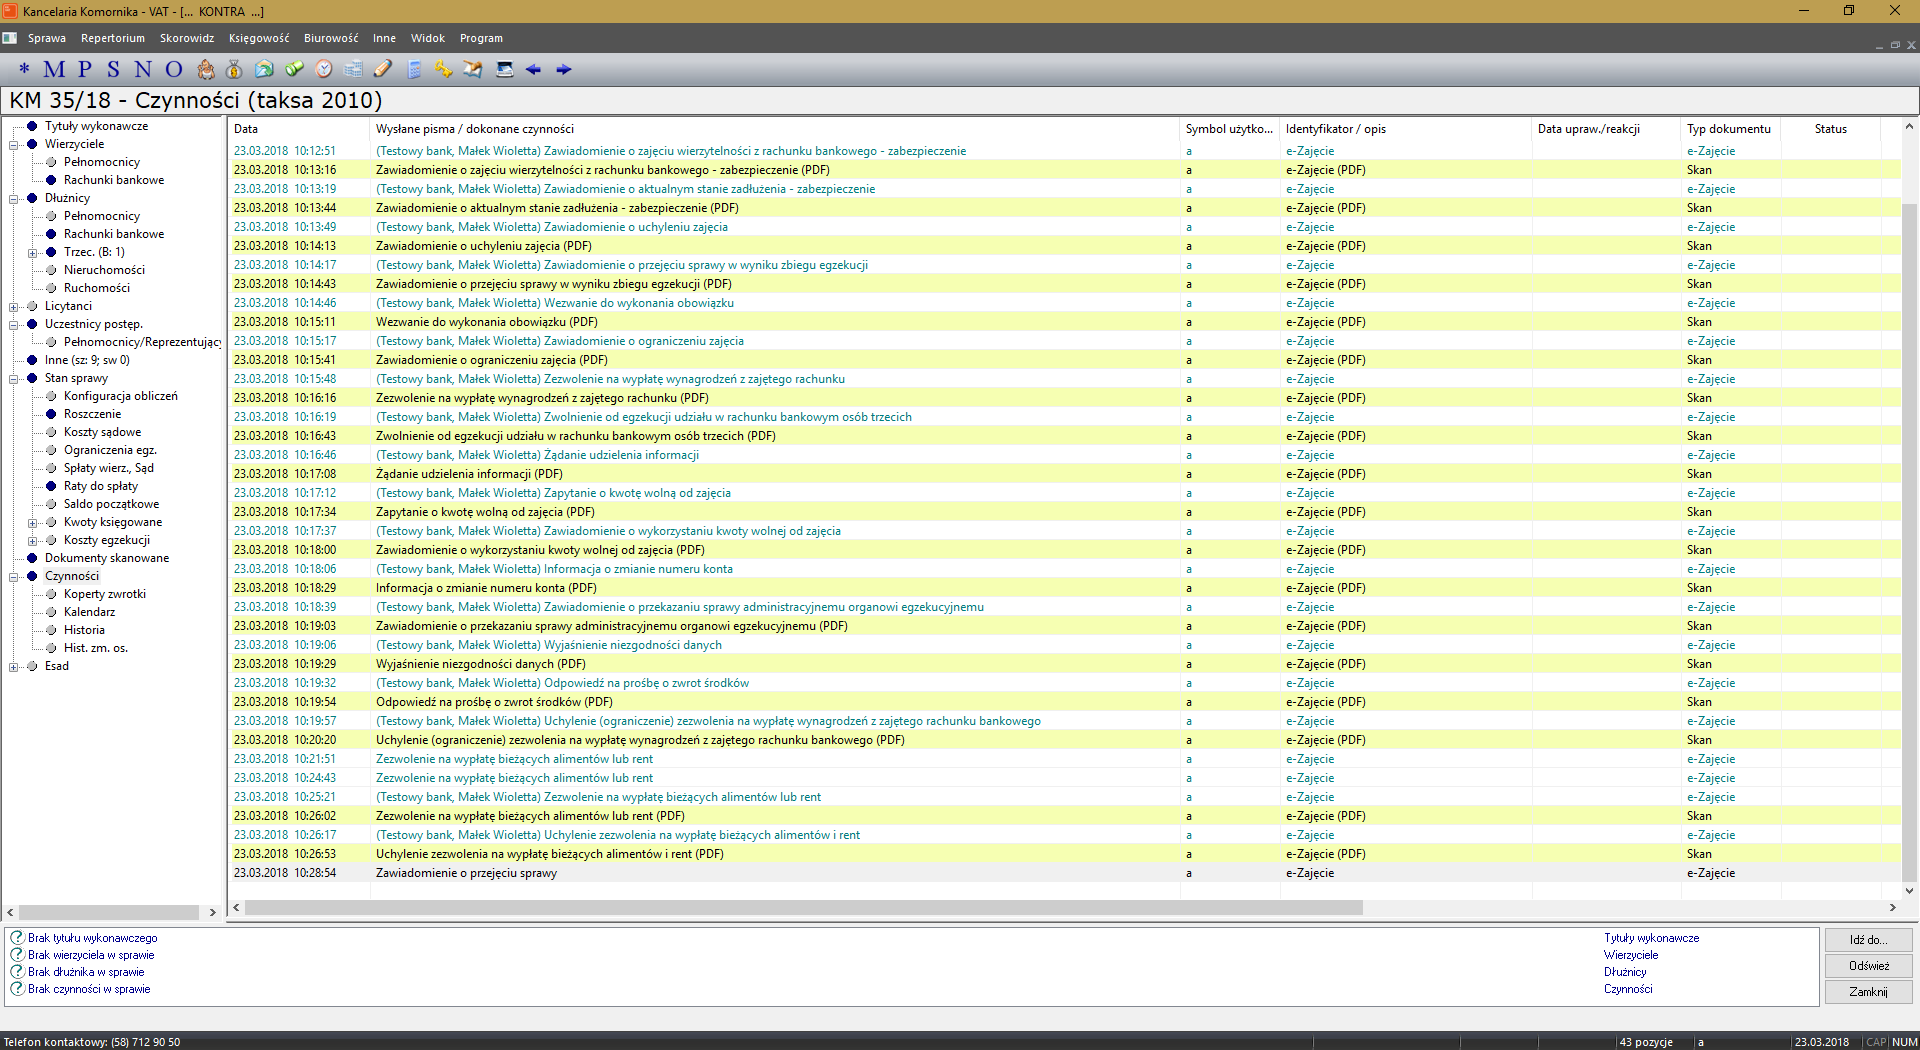 Kancelaria Komornika - VAT - [... KONTRA ...]
Sprawa Repertorium Skorowidz Księgowość Biurowość Inne Widok Program
* M P S N O
KM 35/18 - Czynności (taksa 2010)
Tytuły wykonawcze
Wierzyciele
Pełnomocnicy
Rachunki bankowe
Dłużnicy
Pełnomocnicy
Rachunki bankowe
Trzec. (B: 1)
Nieruchomości
Ruchomości
Licytanci
Uczestnicy postęp.
Pełnomocnicy/Reprezentujący
Inne (sz: 9; sw 0)
Stan sprawy
Konfiguracja obliczeń
Roszczenie
Koszty sądowe
Ograniczenia egz.
Spłaty wierz., Sąd
Raty do spłaty
Saldo początkowe
Kwoty księgowane
Koszty egzekucji
Dokumenty skanowane
Czynności
Koperty zwrotki
Kalendarz
Historia
Hist. zm. os.
Esad
Data Wysłane pisma / dokonane czynności Symbol użytko... Identyfikator / opis Data upraw./reakcji Typ dokumentu Status
23.03.2018 10:12:51 (Testowy bank, Małek Wioletta) Zawiadomienie o zajęciu wierzytelności z rachunku bankowego - zabezpieczenie a e-Zajęcie e-Zajęcie
23.03.2018 10:13:16 Zawiadomienie o zajęciu wierzytelności z rachunku bankowego - zabezpieczenie (PDF) a e-Zajęcie (PDF) Skan
23.03.2018 10:13:19 (Testowy bank, Małek Wioletta) Zawiadomienie o aktualnym stanie zadłużenia - zabezpieczenie a e-Zajęcie e-Zajęcie
23.03.2018 10:13:44 Zawiadomienie o aktualnym stanie zadłużenia - zabezpieczenie (PDF) a e-Zajęcie (PDF) Skan
23.03.2018 10:13:49 (Testowy bank, Małek Wioletta) Zawiadomienie o uchyleniu zajęcia a e-Zajęcie e-Zajęcie
23.03.2018 10:14:13 Zawiadomienie o uchyleniu zajęcia (PDF) a e-Zajęcie (PDF) Skan
23.03.2018 10:14:17 (Testowy bank, Małek Wioletta) Zawiadomienie o przejęciu sprawy w wyniku zbiegu egzekucji a e-Zajęcie e-Zajęcie
23.03.2018 10:14:43 Zawiadomienie o przejęciu sprawy w wyniku zbiegu egzekucji (PDF) a e-Zajęcie (PDF) Skan
23.03.2018 10:14:46 (Testowy bank, Małek Wioletta) Wezwanie do wykonania obowiązku a e-Zajęcie e-Zajęcie
23.03.2018 10:15:11 Wezwanie do wykonania obowiązku (PDF) a e-Zajęcie (PDF) Skan
23.03.2018 10:15:17 (Testowy bank, Małek Wioletta) Zawiadomienie o ograniczeniu zajęcia a e-Zajęcie e-Zajęcie
23.03.2018 10:15:41 Zawiadomienie o ograniczeniu zajęcia (PDF) a e-Zajęcie (PDF) Skan
23.03.2018 10:15:48 (Testowy bank, Małek Wioletta) Zezwolenie na wypłatę wynagrodzeń z zajętego rachunku a e-Zajęcie e-Zajęcie
23.03.2018 10:16:16 Zezwolenie na wypłatę wynagrodzeń z zajętego rachunku (PDF) a e-Zajęcie (PDF) Skan
23.03.2018 10:16:19 (Testowy bank, Małek Wioletta) Zwolnienie od egzekucji udziału w rachunku bankowym osób trzecich a e-Zajęcie e-Zajęcie
23.03.2018 10:16:43 Zwolnienie od egzekucji udziału w rachunku bankowym osób trzecich (PDF) a e-Zajęcie (PDF) Skan
23.03.2018 10:16:46 (Testowy bank, Małek Wioletta) Żądanie udzielenia informacji a e-Zajęcie e-Zajęcie
23.03.2018 10:17:08 Żądanie udzielenia informacji (PDF) a e-Zajęcie (PDF) Skan
23.03.2018 10:17:12 (Testowy bank, Małek Wioletta) Zapytanie o kwotę wolną od zajęcia a e-Zajęcie e-Zajęcie
23.03.2018 10:17:34 Zapytanie o kwotę wolną od zajęcia (PDF) a e-Zajęcie (PDF) Skan
23.03.2018 10:17:37 (Testowy bank, Małek Wioletta) Zawiadomienie o wykorzystaniu kwoty wolnej od zajęcia a e-Zajęcie e-Zajęcie
23.03.2018 10:18:00 Zawiadomienie o wykorzystaniu kwoty wolnej od zajęcia (PDF) a e-Zajęcie (PDF) Skan
23.03.2018 10:18:06 (Testowy bank, Małek Wioletta) Informacja o zmianie numeru konta a e-Zajęcie e-Zajęcie
23.03.2018 10:18:29 Informacja o zmianie numeru konta (PDF) a e-Zajęcie (PDF) Skan
23.03.2018 10:18:39 (Testowy bank, Małek Wioletta) Zawiadomienie o przekazaniu sprawy administracyjnemu organowi egzekucyjnemu a e-Zajęcie e-Zajęcie
23.03.2018 10:19:03 Zawiadomienie o przekazaniu sprawy administracyjnemu organowi egzekucyjnemu (PDF) a e-Zajęcie (PDF) Skan
23.03.2018 10:19:06 (Testowy bank, Małek Wioletta) Wyjaśnienie niezgodności danych a e-Zajęcie e-Zajęcie
23.03.2018 10:19:29 Wyjaśnienie niezgodności danych (PDF) a e-Zajęcie (PDF) Skan
23.03.2018 10:19:32 (Testowy bank, Małek Wioletta) Odpowiedź na prośbę o zwrot środków a e-Zajęcie e-Zajęcie
23.03.2018 10:19:54 Odpowiedź na prośbę o zwrot środków (PDF) a e-Zajęcie (PDF) Skan
23.03.2018 10:19:57 (Testowy bank, Małek Wioletta) Uchylenie (ograniczenie) zezwolenia na wypłatę wynagrodzeń z zajętego rachunku bankowego a e-Zajęcie e-Zajęcie
23.03.2018 10:20:20 Uchylenie (ograniczenie) zezwolenia na wypłatę wynagrodzeń z zajętego rachunku bankowego (PDF) a e-Zajęcie (PDF) Skan
23.03.2018 10:21:51 Zezwolenie na wypłatę bieżących alimentów lub rent a e-Zajęcie e-Zajęcie
23.03.2018 10:24:43 Zezwolenie na wypłatę bieżących alimentów lub rent a e-Zajęcie e-Zajęcie
23.03.2018 10:25:21 (Testowy bank, Małek Wioletta) Zezwolenie na wypłatę bieżących alimentów lub rent a e-Zajęcie e-Zajęcie
23.03.2018 10:26:02 Zezwolenie na wypłatę bieżących alimentów lub rent (PDF) a e-Zajęcie (PDF) Skan
23.03.2018 10:26:17 (Testowy bank, Małek Wioletta) Uchylenie zezwolenia na wypłatę bieżących alimentów i rent a e-Zajęcie e-Zajęcie
23.03.2018 10:26:53 Uchylenie zezwolenia na wypłatę bieżących alimentów i rent (PDF) a e-Zajęcie (PDF) Skan
23.03.2018 10:28:54 Zawiadomienie o przejęciu sprawy a e-Zajęcie e-Zajęcie
Brak tytułu wykonawczego Tytuły wykonawcze
Brak wierzyciela w sprawie Wierzyciele
Brak dłużnika w sprawie Dłużnicy
Brak czynności w sprawie Czynności
Idź do...
Odśwież
Zamknij
Telefon kontaktowy: (58) 712 90 50 43 pozycje a 23.03.2018 CAP NUM